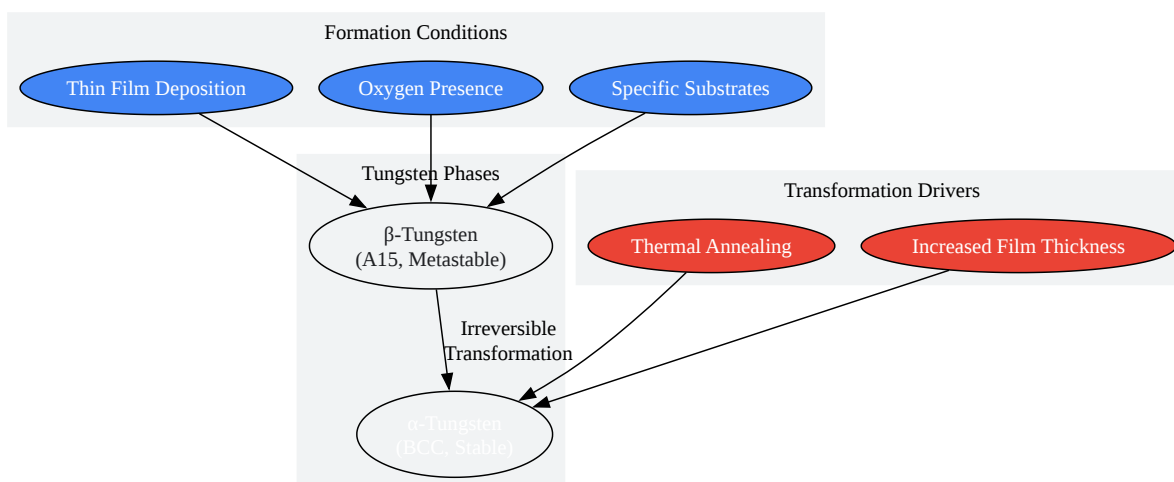 Formation Conditions
Thin Film Deposition
Oxygen Presence
Specific Substrates
Tungsten Phases
Transformation Drivers
β-Tungsten
(A15, Metastable)
Thermal Annealing
Increased Film Thickness
Irreversible
Transformation
α-Tungsten
(BCC, Stable)